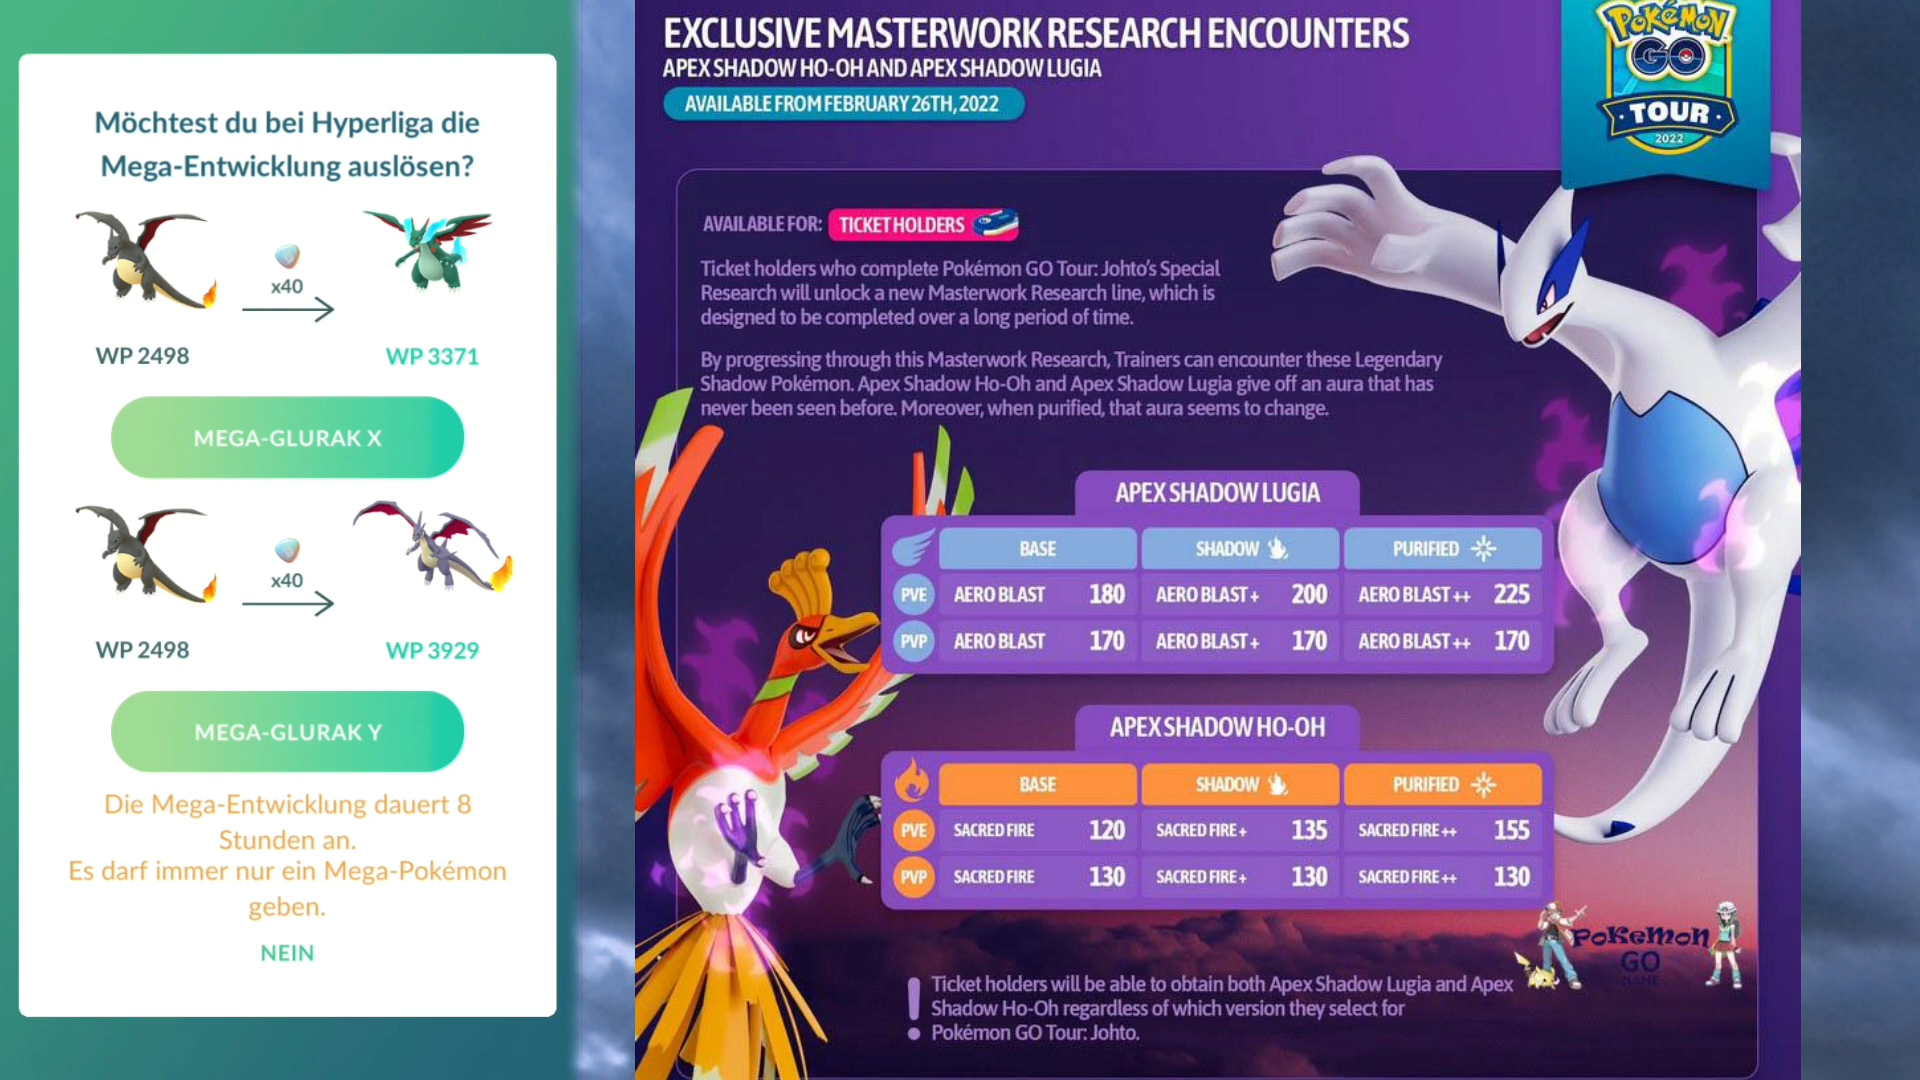 Möchtest du bei Hyperliga die
Mega-Entwicklung auslösen?
x40
WP 2498
WP 3371
MEGA-GLURAK X
x40
WP 2498
WP 3929
MEGA-GLURAK Y
Die Mega-Entwicklung dauert 8
Stunden an.
Es darf immer nur ein Mega-Pokémon
geben.
NEIN
EXCLUSIVE MASTERWORK RESEARCH ENCOUNTERS
APEX SHADOW HO-OH AND APEX SHADOW LUGIA
AVAILABLE FROM FEBRUARY 26TH, 2022
POKéMON
GO
TOUR
2022
AVAILABLE FOR: TICKET HOLDERS
Ticket holders who complete Pokémon GO Tour: Johto's Special
Research will unlock a new Masterwork Research line, which is
designed to be completed over a long period of time.
By progressing through this Masterwork Research, Trainers can encounter these Legendary
Shadow Pokémon. Apex Shadow Ho-Oh and Apex Shadow Lugia give off an aura that has
never been seen before. Moreover, when purified, that aura seems to change.
APEX SHADOW LUGIA
BASE SHADOW PURIFIED
PVE AERO BLAST 180 AERO BLAST + 200 AERO BLAST ++ 225
PVP AERO BLAST 170 AERO BLAST + 170 AERO BLAST ++ 170
APEX SHADOW HO-OH
BASE SHADOW PURIFIED
PVE SACRED FIRE 120 SACRED FIRE + 135 SACRED FIRE ++ 155
PVP SACRED FIRE 130 SACRED FIRE + 130 SACRED FIRE ++ 130
PoKeMon
GO
Ticket holders will be able to obtain both Apex Shadow Lugia and Apex
Shadow Ho-Oh regardless of which version they select for
Pokémon GO Tour: Johto.